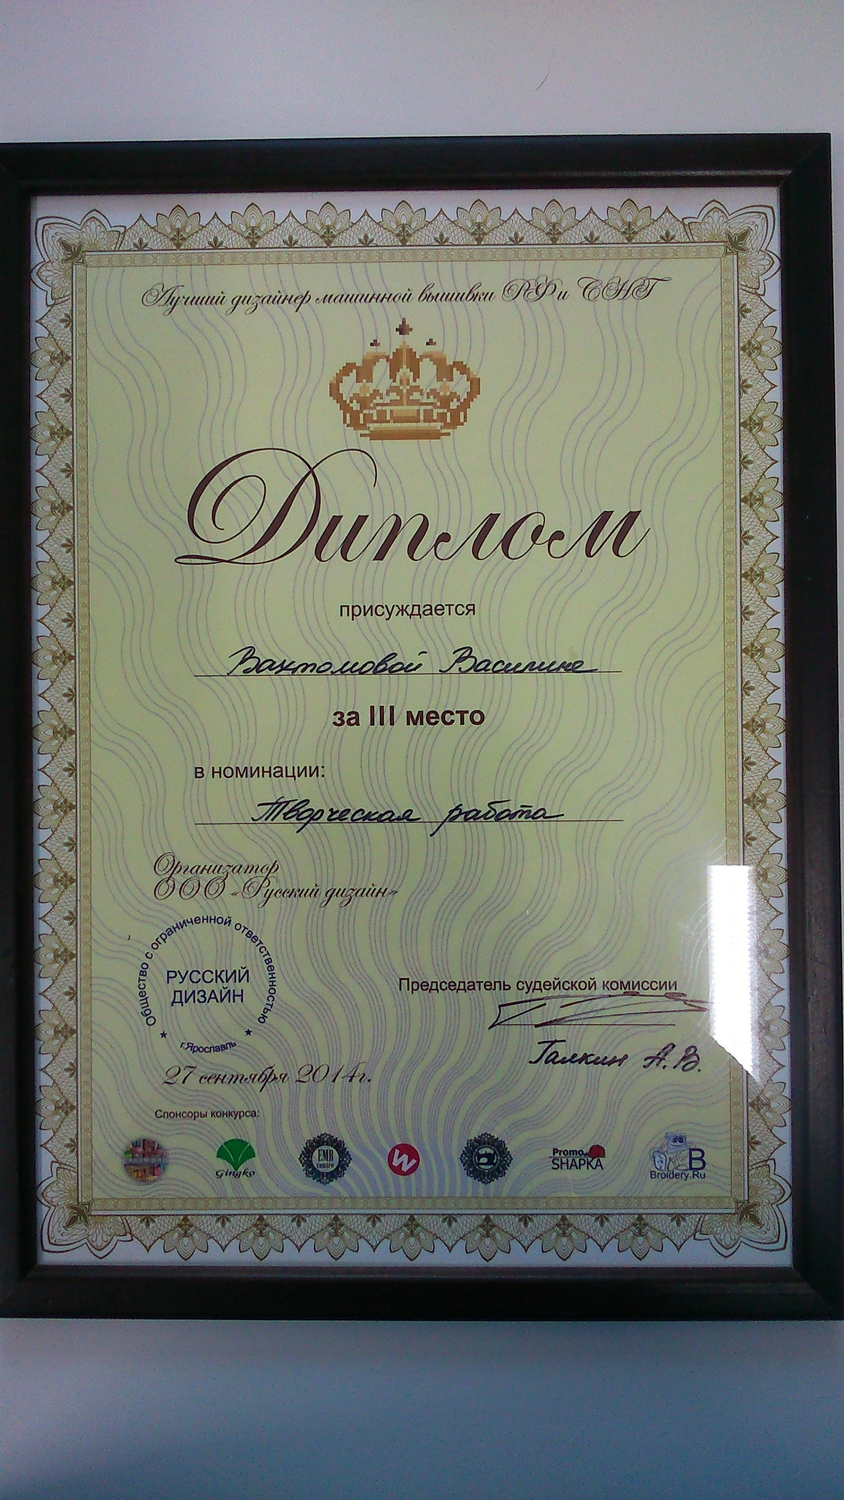 Лучший дизайнер машинной вышивки РФ и СНГ
Диплом
присуждается
Вахтомовой Василине
за III место
в номинации:
Творческая работа
Организатор
ООО «Русский дизайн»
Общество с ограниченной ответственностью
РУССКИЙ
ДИЗАЙН
г.Ярославль
Председатель судейской комиссии
Галкин А.В.
27 сентября 2014г.
Спонсоры конкурса:
Gingko
EMB
centre
W
Promo
SHAPKA
B
Broidery.Ru